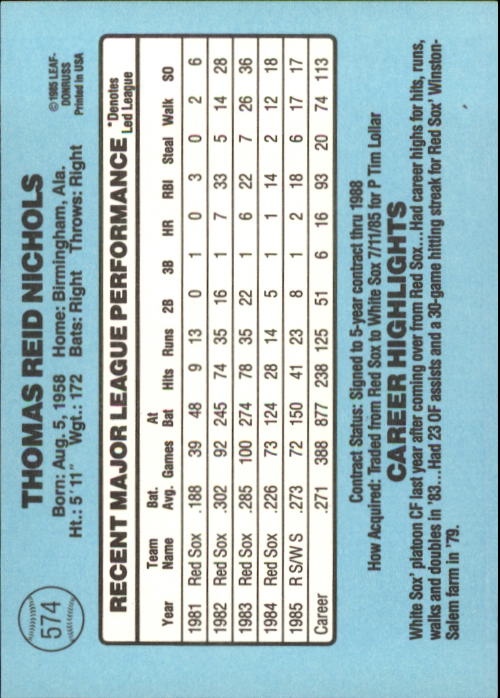 574
THOMAS REID NICHOLS
© 1985 LEAF-
DONRUSS
Printed in USA
Born: Aug. 5, 1958 Home: Birmingham, Ala.
Ht.: 5' 11" Wgt.: 172 Bats: Right Throws: Right
RECENT MAJOR LEAGUE PERFORMANCE *Denotes Led League
Year Team Name Bat. Avg. Games At Bat Hits Runs 2B 3B HR RBI Steal Walk SO
1981 Red Sox .188 39 48 9 13 0 1 0 3 0 2 6
1982 Red Sox .302 92 245 74 35 16 1 7 33 5 14 28
1983 Red Sox .285 100 274 78 35 22 1 6 22 7 26 36
1984 Red Sox .226 73 124 28 14 5 1 1 14 2 12 18
1985 R S/W S .273 72 150 41 23 8 1 2 18 6 17 17
Career .271 388 877 238 125 51 6 16 93 20 74 113
Contract Status: Signed to 5-year contract thru 1988
How Acquired: Traded from Red Sox to White Sox 7/11/85 for P Tim Lollar
CAREER HIGHLIGHTS
White Sox' platoon CF last year after coming over from Red Sox...Had career highs for hits, runs,
walks and doubles in '83...Had 23 OF assists and a 30-game hitting streak for Red Sox' Winston-
Salem farm in '79.